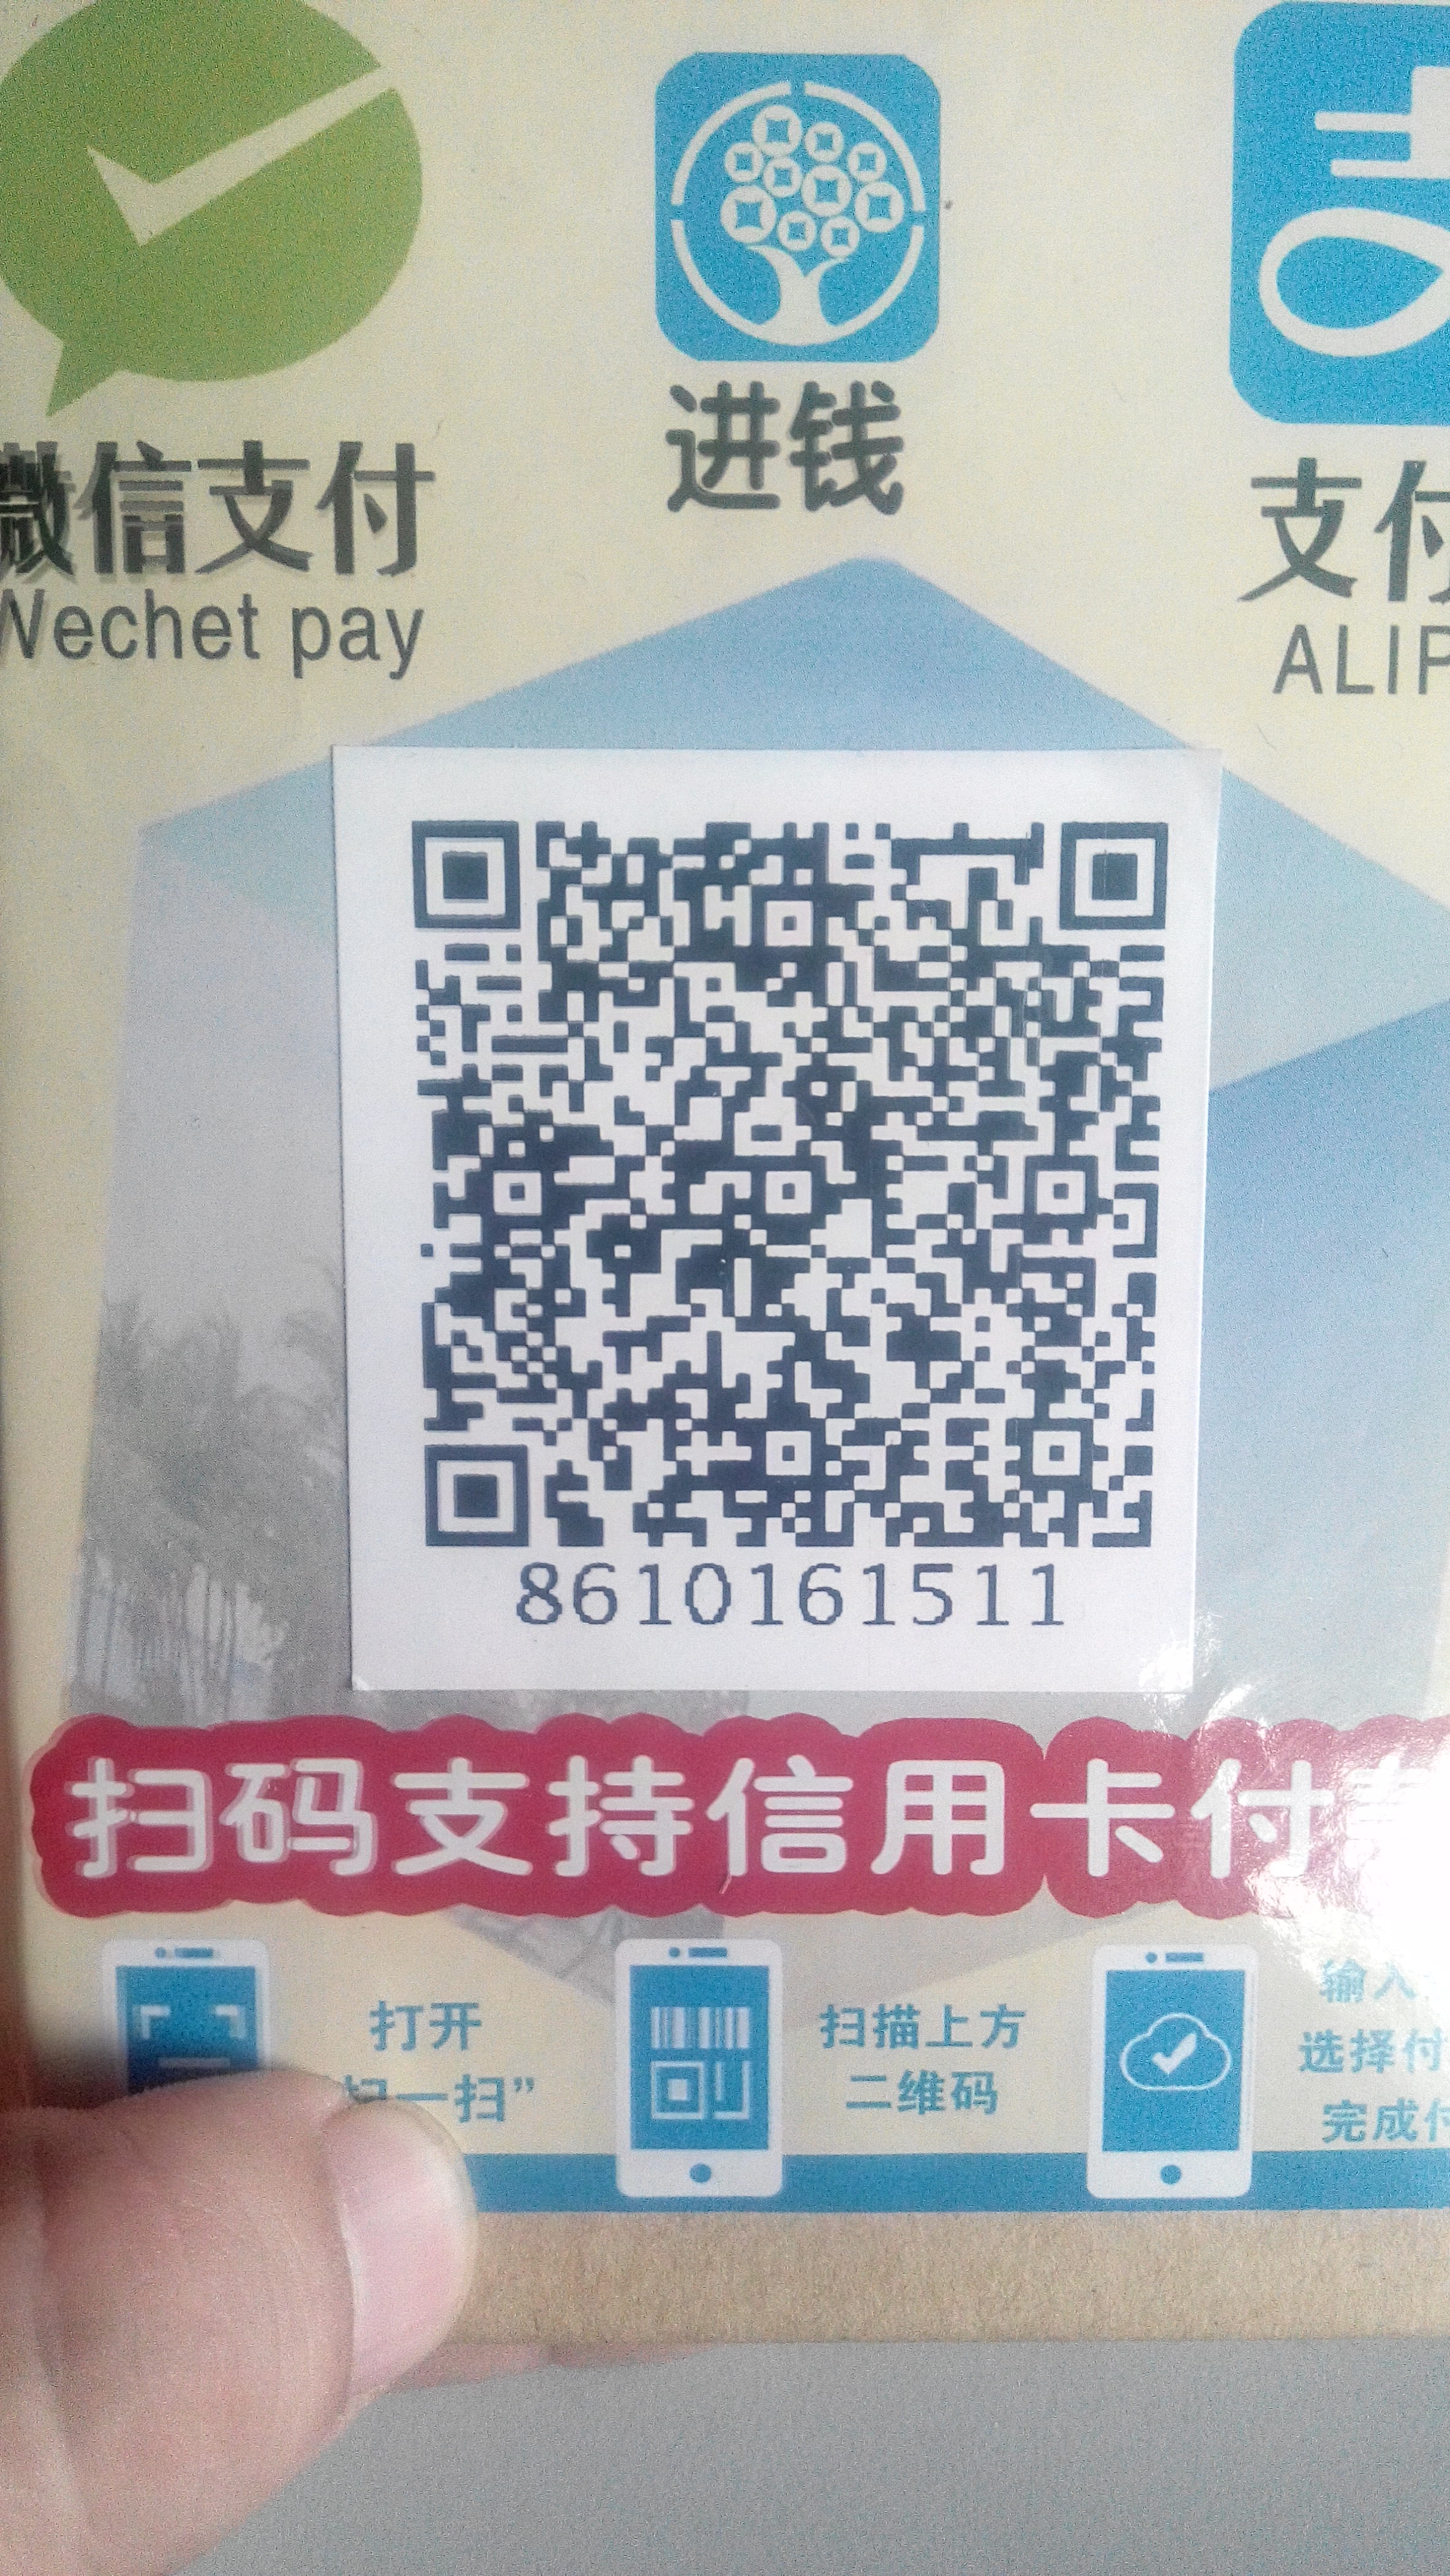 进钱
微信支付
支付
Wechet pay
ALIP
8610161511
扫码支持信用卡付
打开
扫一扫”
扫描上方
二维码
输入
选择付
完成付